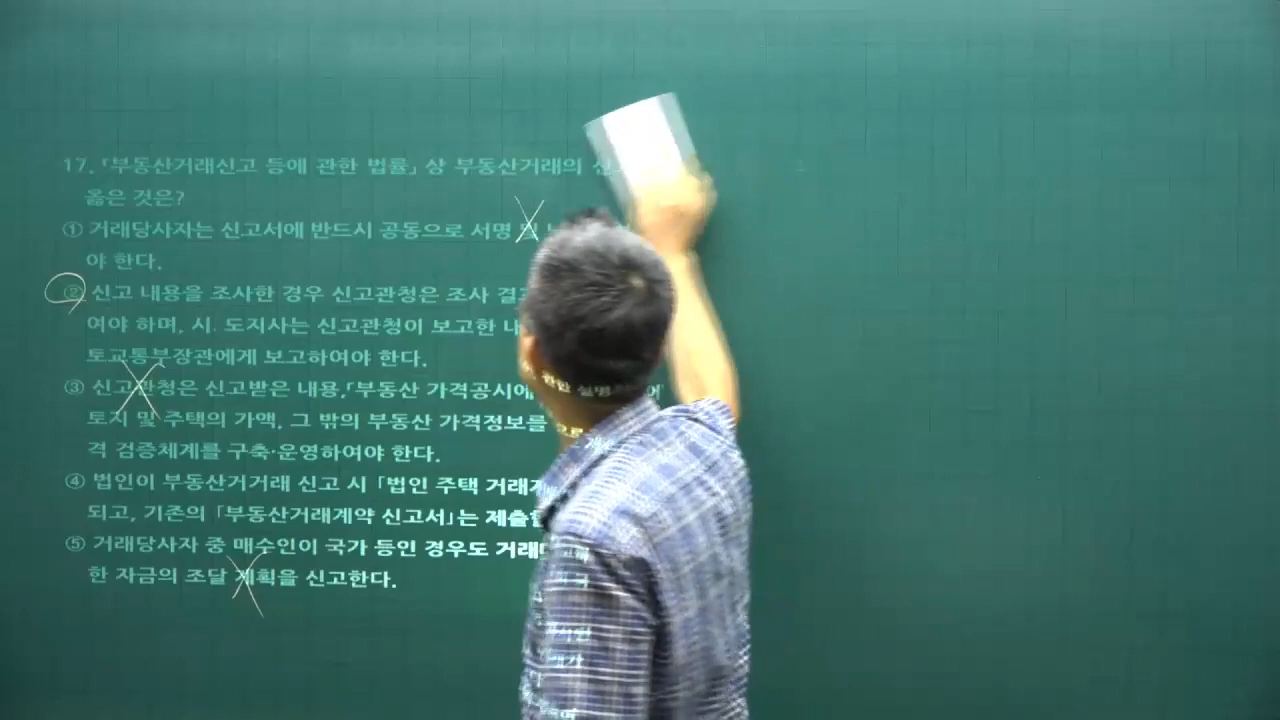 17. 「부동산거래신고 등에 관한 법률」 상 부동산거래의
옳은 것은?
① 거래당사자는 신고서에 반드시 공동으로 서명
야 한다.
② 신고 내용을 조사한 경우 신고관청은 조사
여야 하며, 시. 도지사는 신고관청이 보고한
토교통부장관에게 보고하여야 한다.
③ 신고관청은 신고받은 내용,「부동산 가격공시에
토지 및 주택의 가액, 그 밖의 부동산 가격정보를
격 검증체계를 구축·운영하여야 한다.
④ 법인이 부동산거거래 신고 시 「법인 주택
되고, 기존의 「부동산거래계약 신고서」는
⑤ 거래당사자 중 매수인이 국가 등인 경우도
한 자금의 조달 계획을 신고한다.